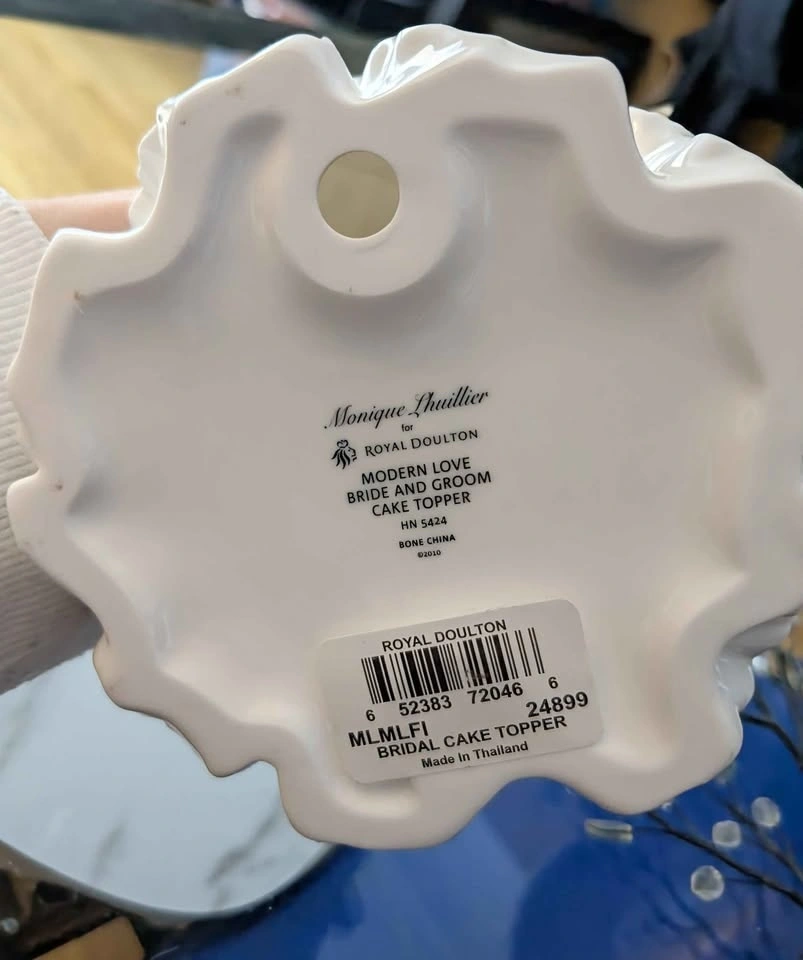 Monique Lhuillier
for
ROYAL DOULTON
MODERN LOVE
BRIDE AND GROOM
CAKE TOPPER
HN 5424
BONE CHINA
©2010
ROYAL DOULTON
6 52383 72046 6
MLMLFI 24899
BRIDAL CAKE TOPPER
Made In Thailand